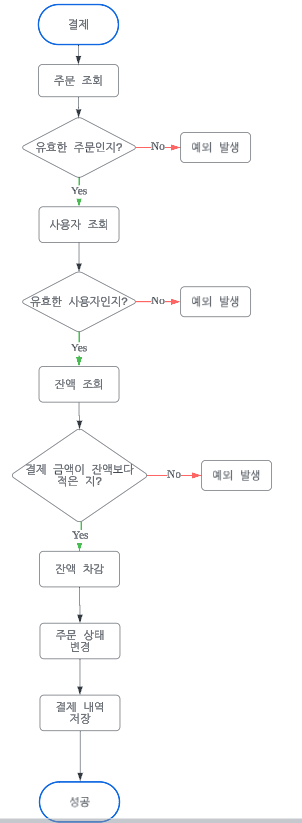 결제
주문 조회
유효한 주문인지?
No
예외 발생
Yes
사용자 조회
유효한 사용자인지?
No
예외 발생
Yes
잔액 조회
결제 금액이 잔액보다
적은 지?
No
예외 발생
Yes
잔액 차감
주문 상태
변경
결제 내역
저장
성공